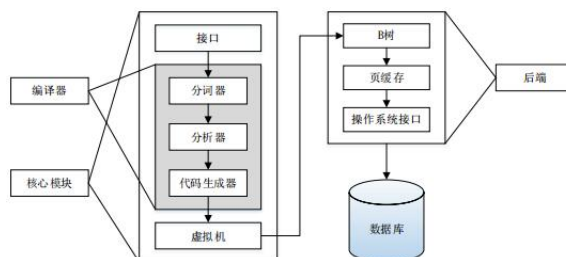 接口
B树
分词器
页缓存
编译器
后端
分析器
操作系统接口
核心模块
代码生成器
虚拟机
数据库